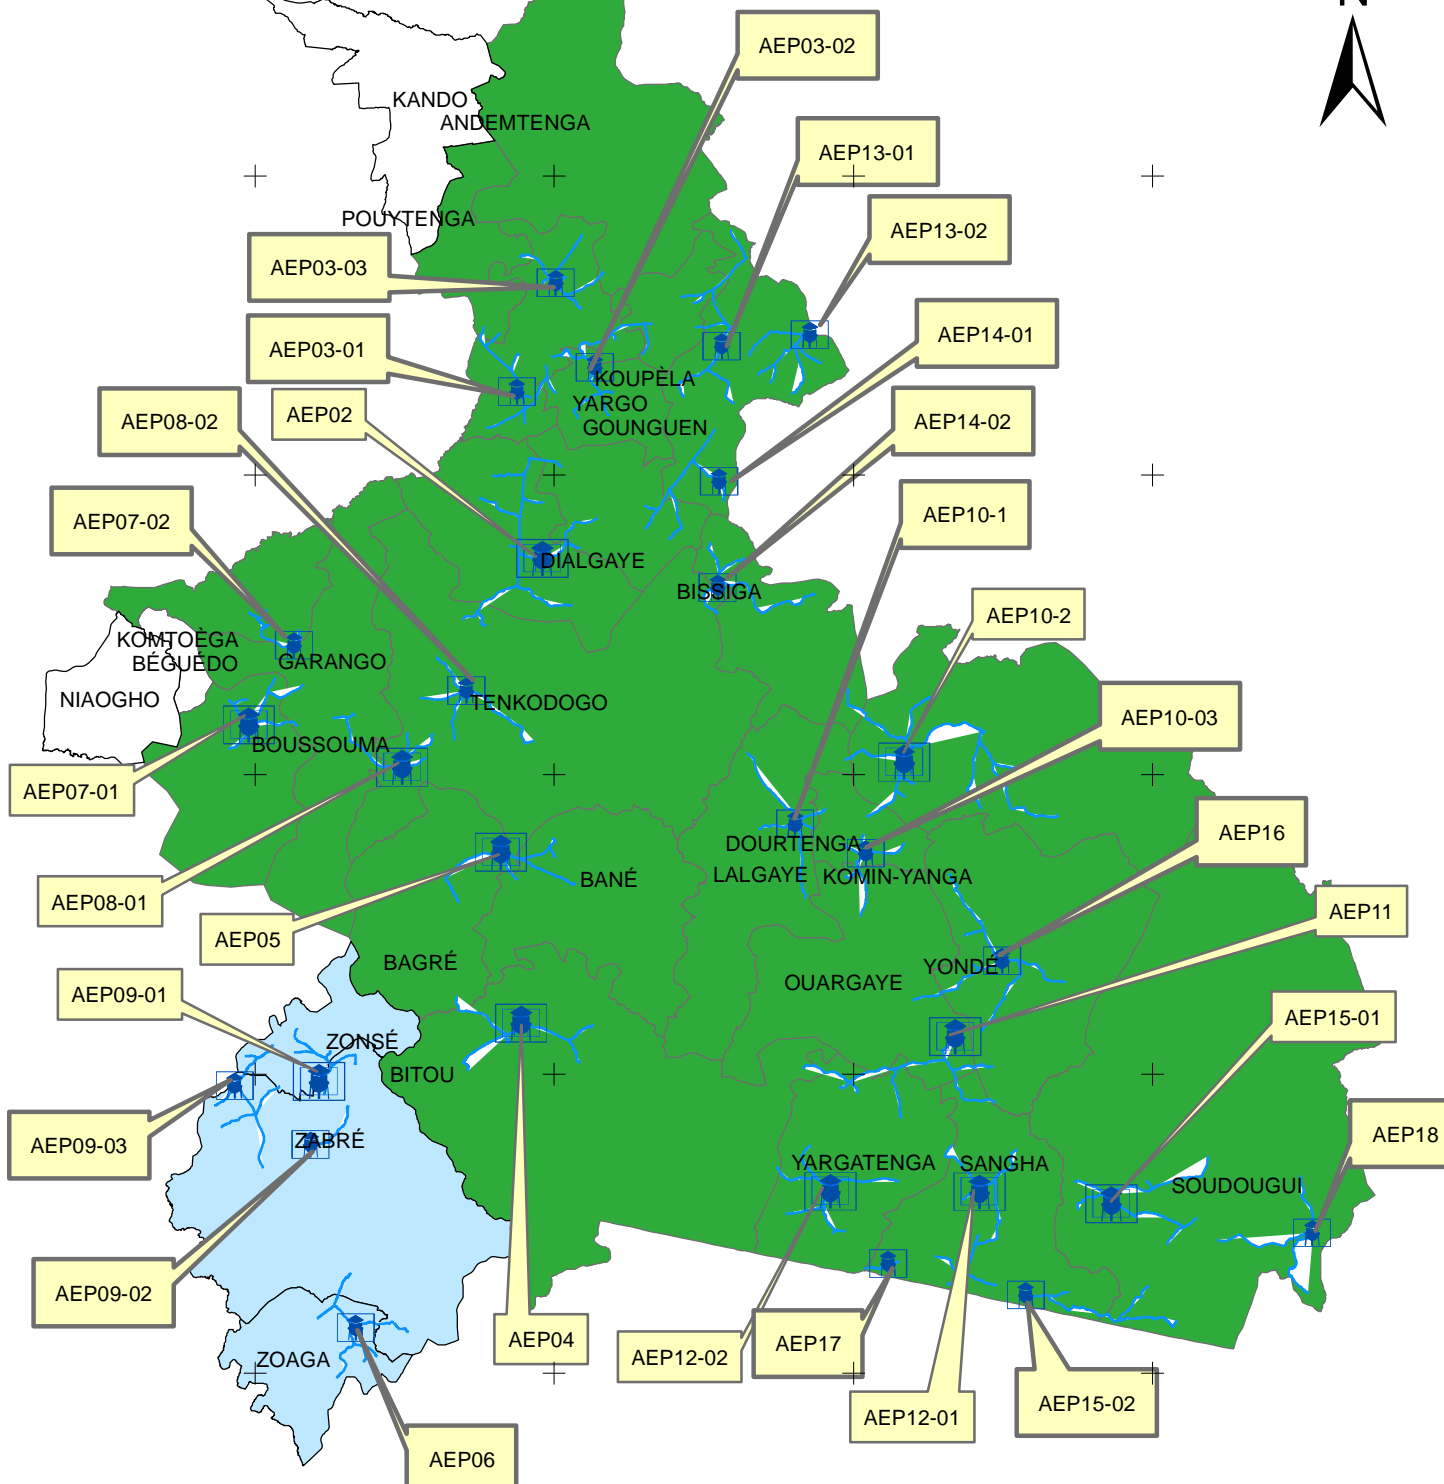 N
AEP03-02
KANDO
ANDEMTENGA
AEP13-01
POUYTENGA
AEP13-02
AEP03-03
AEP14-01
AEP03-01
KOUPÈLA
YARGO
AEP02
AEP08-02
GOUNGUEN
AEP14-02
AEP07-02
AEP10-1
DIALGAYE
BISSIGA
AEP10-2
KOMTOÈGA
BÉGUÉDO
GARANGO
NIAOGHO
TENKODOGO
AEP10-03
BOUSSOUMA
AEP07-01
AEP16
DOURTENGA
LALGAYE
KOMIN-YANGA
BANÉ
AEP08-01
AEP11
AEP05
BAGRÉ
YONDÉ
OUARGAYE
AEP09-01
AEP15-01
ZONSÉ
BITOU
AEP18
AEP09-03
ZABRÉ
YARGATENGA
SANGHA
SOUDOUGUI
AEP09-02
AEP04
AEP17
AEP12-02
ZOAGA
AEP15-02
AEP12-01
AEP06